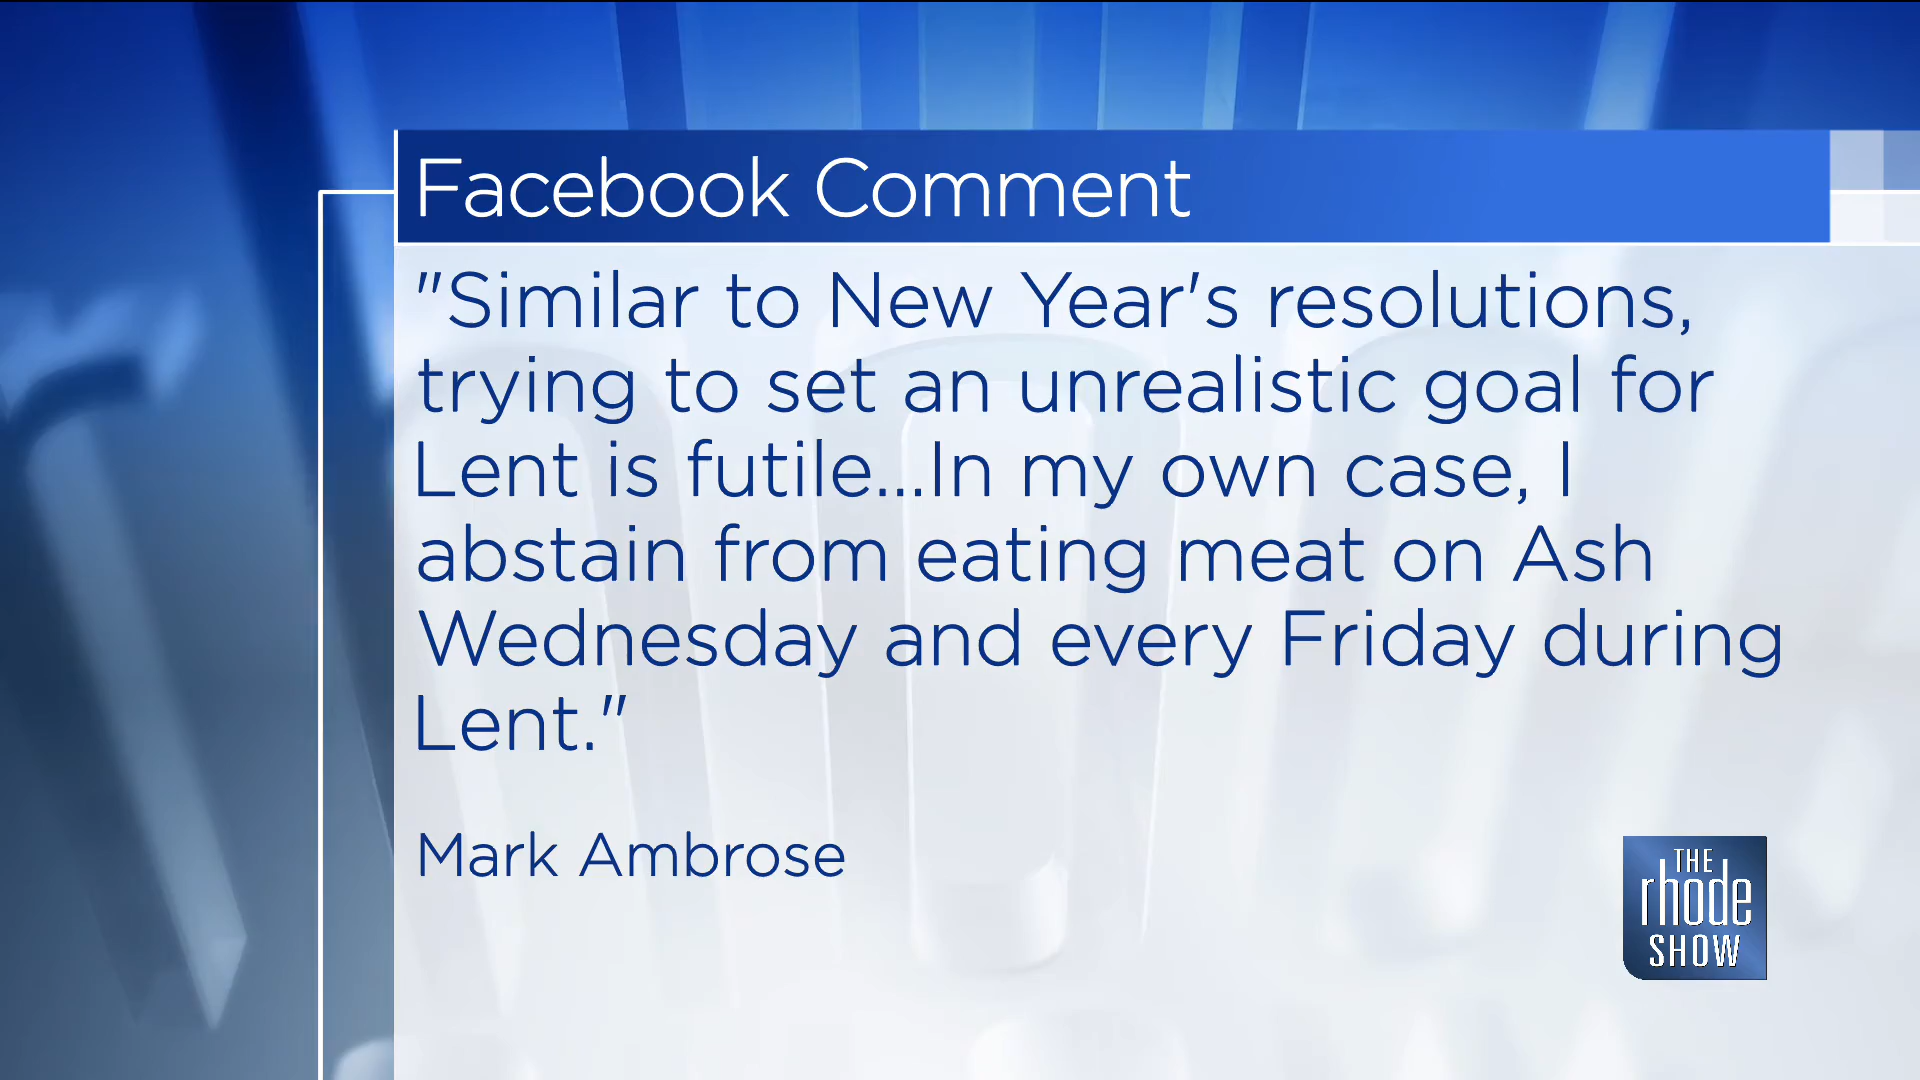 Facebook Comment
"Similar to New Year's resolutions,
trying to set an unrealistic goal for
Lent is futile...In my own case, I
abstain from eating meat on Ash
Wednesday and every Friday during
Lent."
Mark Ambrose
THE
rhode
SHOW